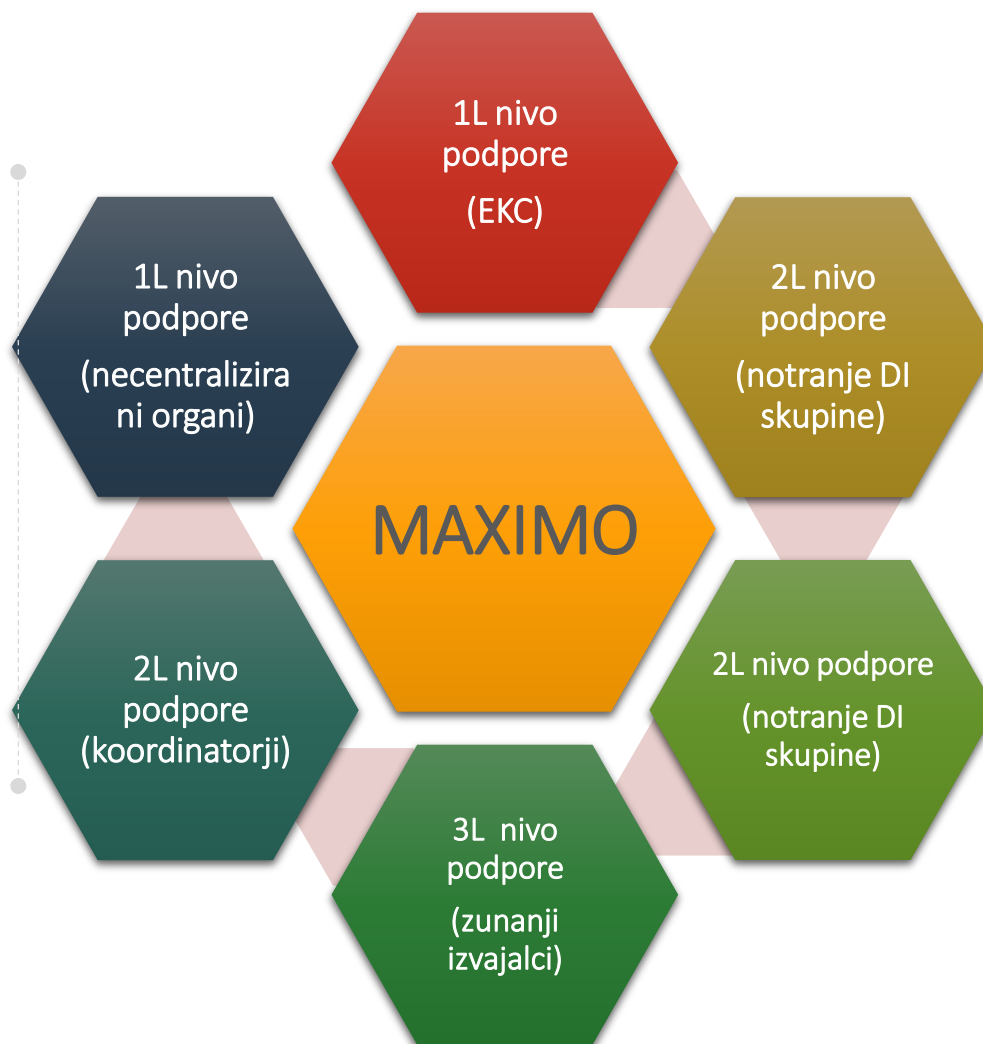 1L nivo
podpore
(EKC)
2L nivo
podpore
(notranje DI
skupine)
2L nivo podpore
(notranje DI
skupine)
3L  nivo
podpore
(zunanji
izvajalci)
2L nivo
podpore
(koordinatorji)
1L nivo
podpore
(necentralizira
ni organi)
MAXIMO